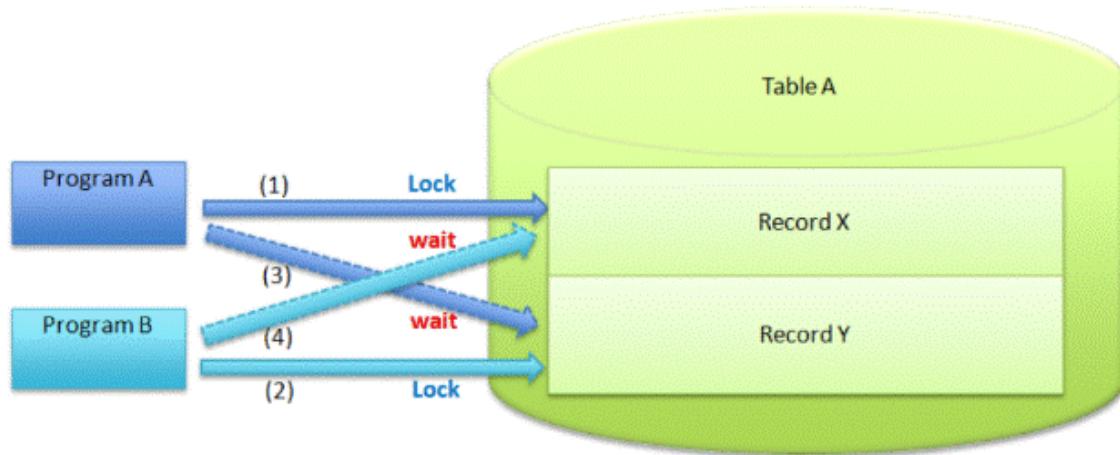 Table A
Program A
(1)
Lock
Record X
wait
(3)
Program B
(4)
wait
Record Y
(2)
Lock